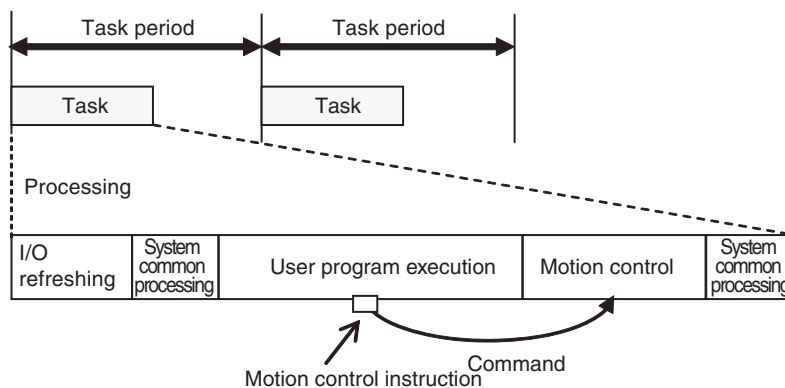 Task period
Task period
Task
Task
Processing
I/O
refreshing
System
common
processing
User program execution
Motion control
System
common
processing
Command
Motion control instruction